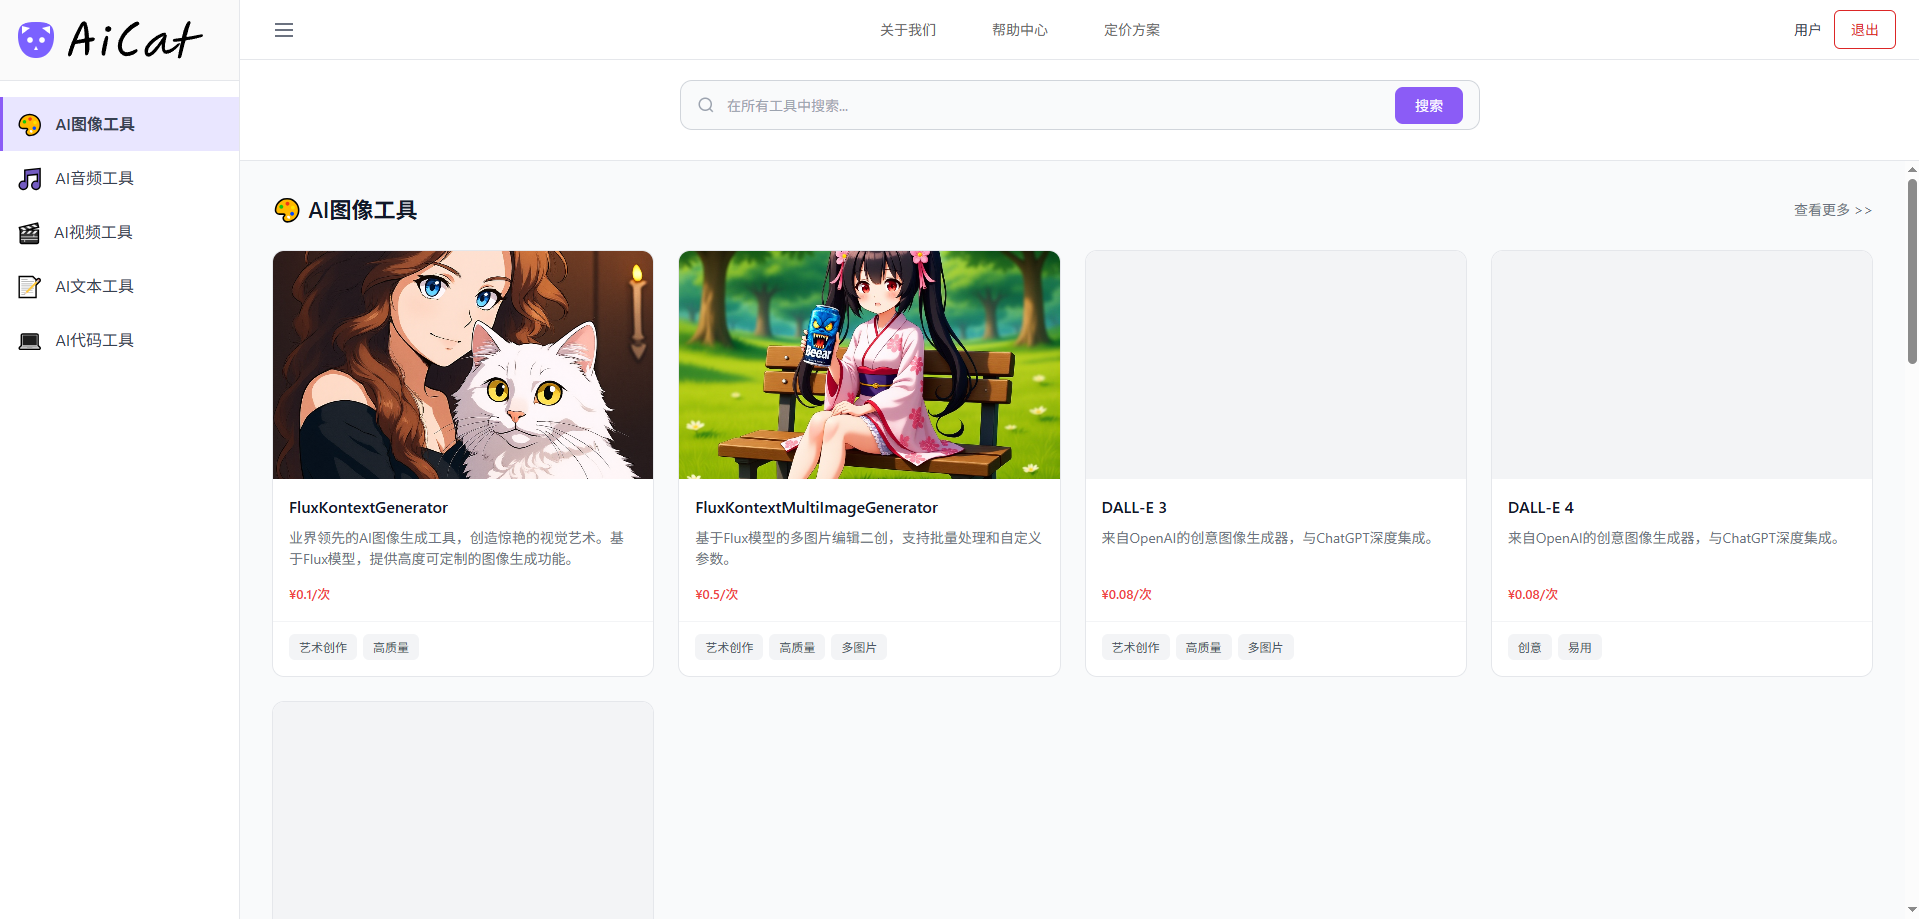 AiCat
关于我们
帮助中心
定价方案
用户
退出
AI图像工具
AI音频工具
AI视频工具
AI文本工具
AI代码工具
在所有工具中搜索...
搜索
AI图像工具
查看更多 >>
Beear
FluxKontextGenerator
业界领先的AI图像生成工具，创造惊艳的视觉艺术。基
于Flux模型，提供高度可定制的图像生成功能。
¥0.1/次
艺术创作
高质量
FluxKontextMultiImageGenerator
基于Flux模型的多图片编辑二创，支持批量处理和自定义
参数。
¥0.5/次
艺术创作
高质量
多图片
DALL-E 3
来自OpenAI的创意图像生成器，与ChatGPT深度集成。
¥0.08/次
艺术创作
高质量
多图片
DALL-E 4
来自OpenAI的创意图像生成器，与ChatGPT深度集成。
¥0.08/次
创意
易用